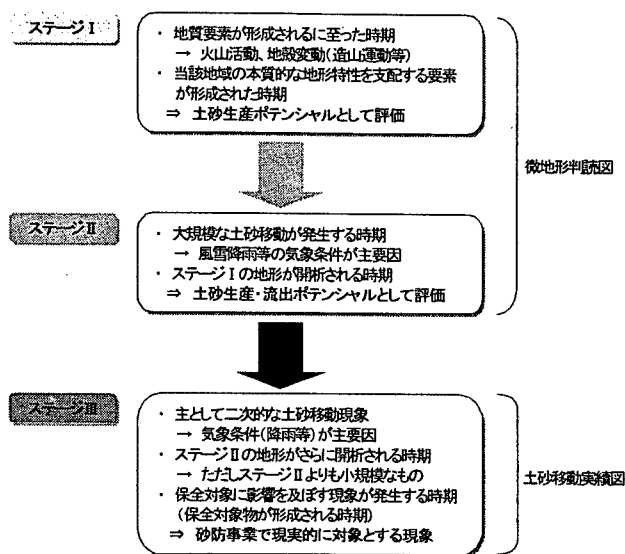 ステージⅠ
・ 地質要素が形成されるに至った時期
→ 火山活動、地殻変動(造山運動等)
・ 当該地域の本質的な地形特性を支配する要素
が形成された時期
⇒ 土砂生産ポテンシャルとして評価
微地形判読図
ステージⅡ
・ 大規模な土砂移動が発生する時期
→ 風雪降雨等の気象条件が主要因
・ ステージⅠの地形が開析される時期
⇒ 土砂生産・流出ポテンシャルとして評価
ステージⅢ
・ 主として二次的な土砂移動現象
→ 気象条件(降雨等)が主要因
・ ステージⅡの地形がさらに開析される時期
→ ただしステージⅡよりも小規模なもの
・ 保全対象に影響を及ぼす現象が発生する時期
(保全対象物が形成される時期)
⇒ 砂防事業で現実的に対象とする現象
土砂移動実績図